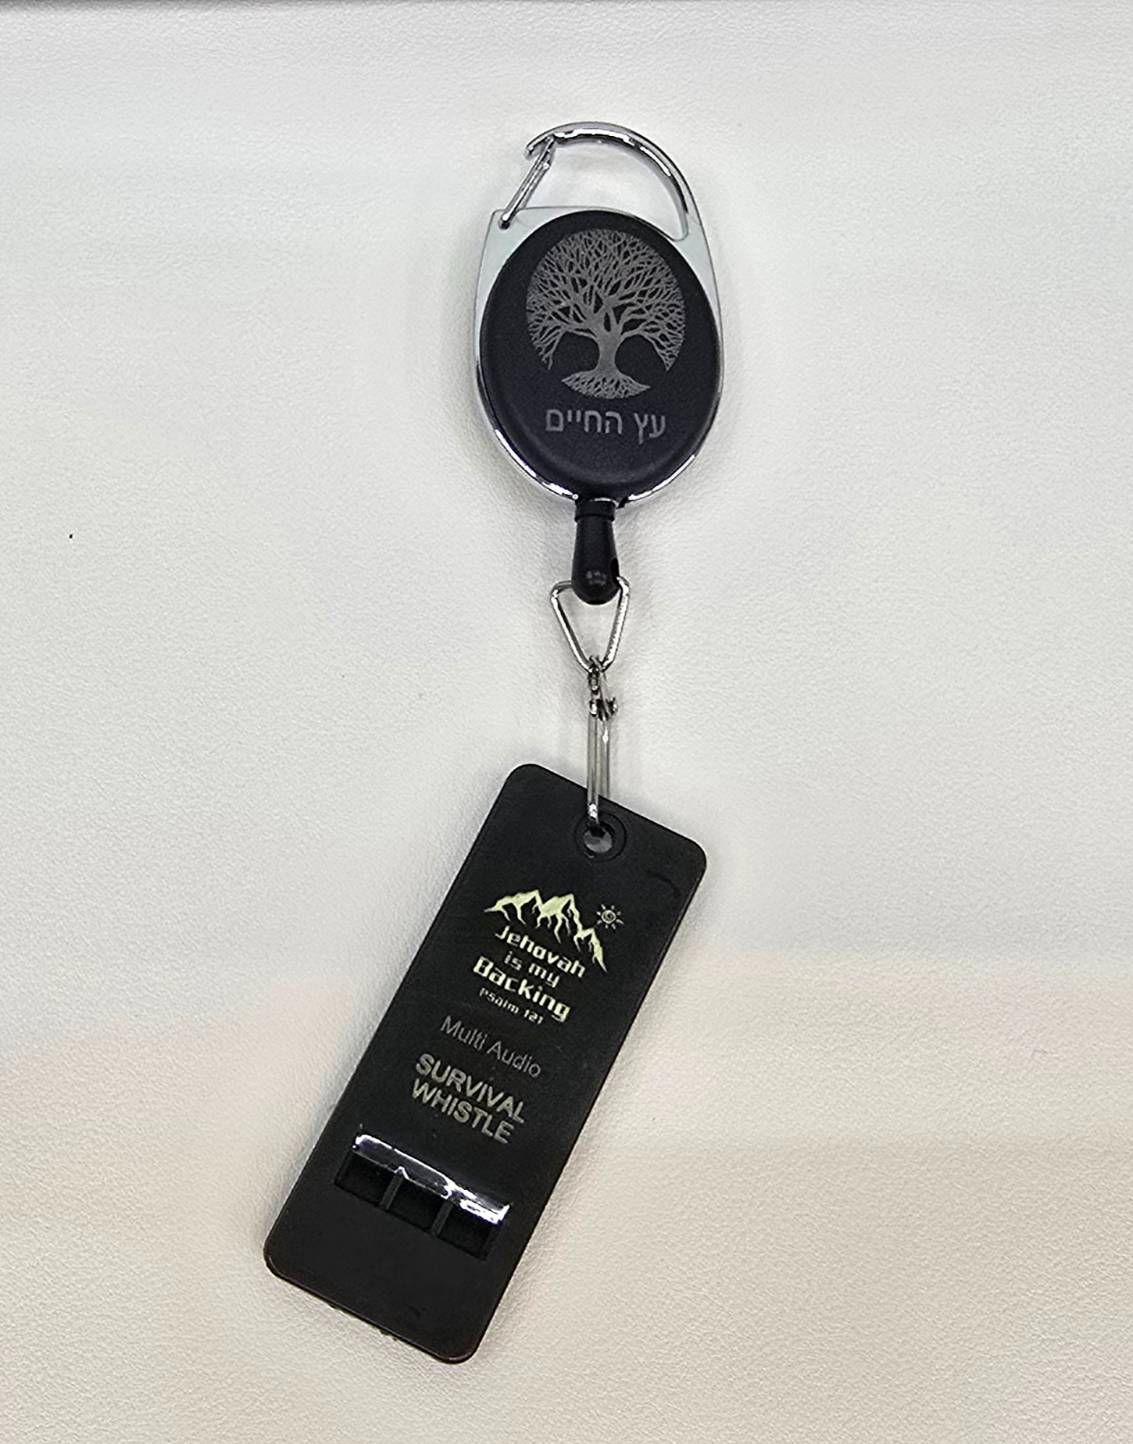 עץ החיים
Jehovah
is my
Backing
Psalm 121
Multi Audio
SURVIVAL
WHISTLE